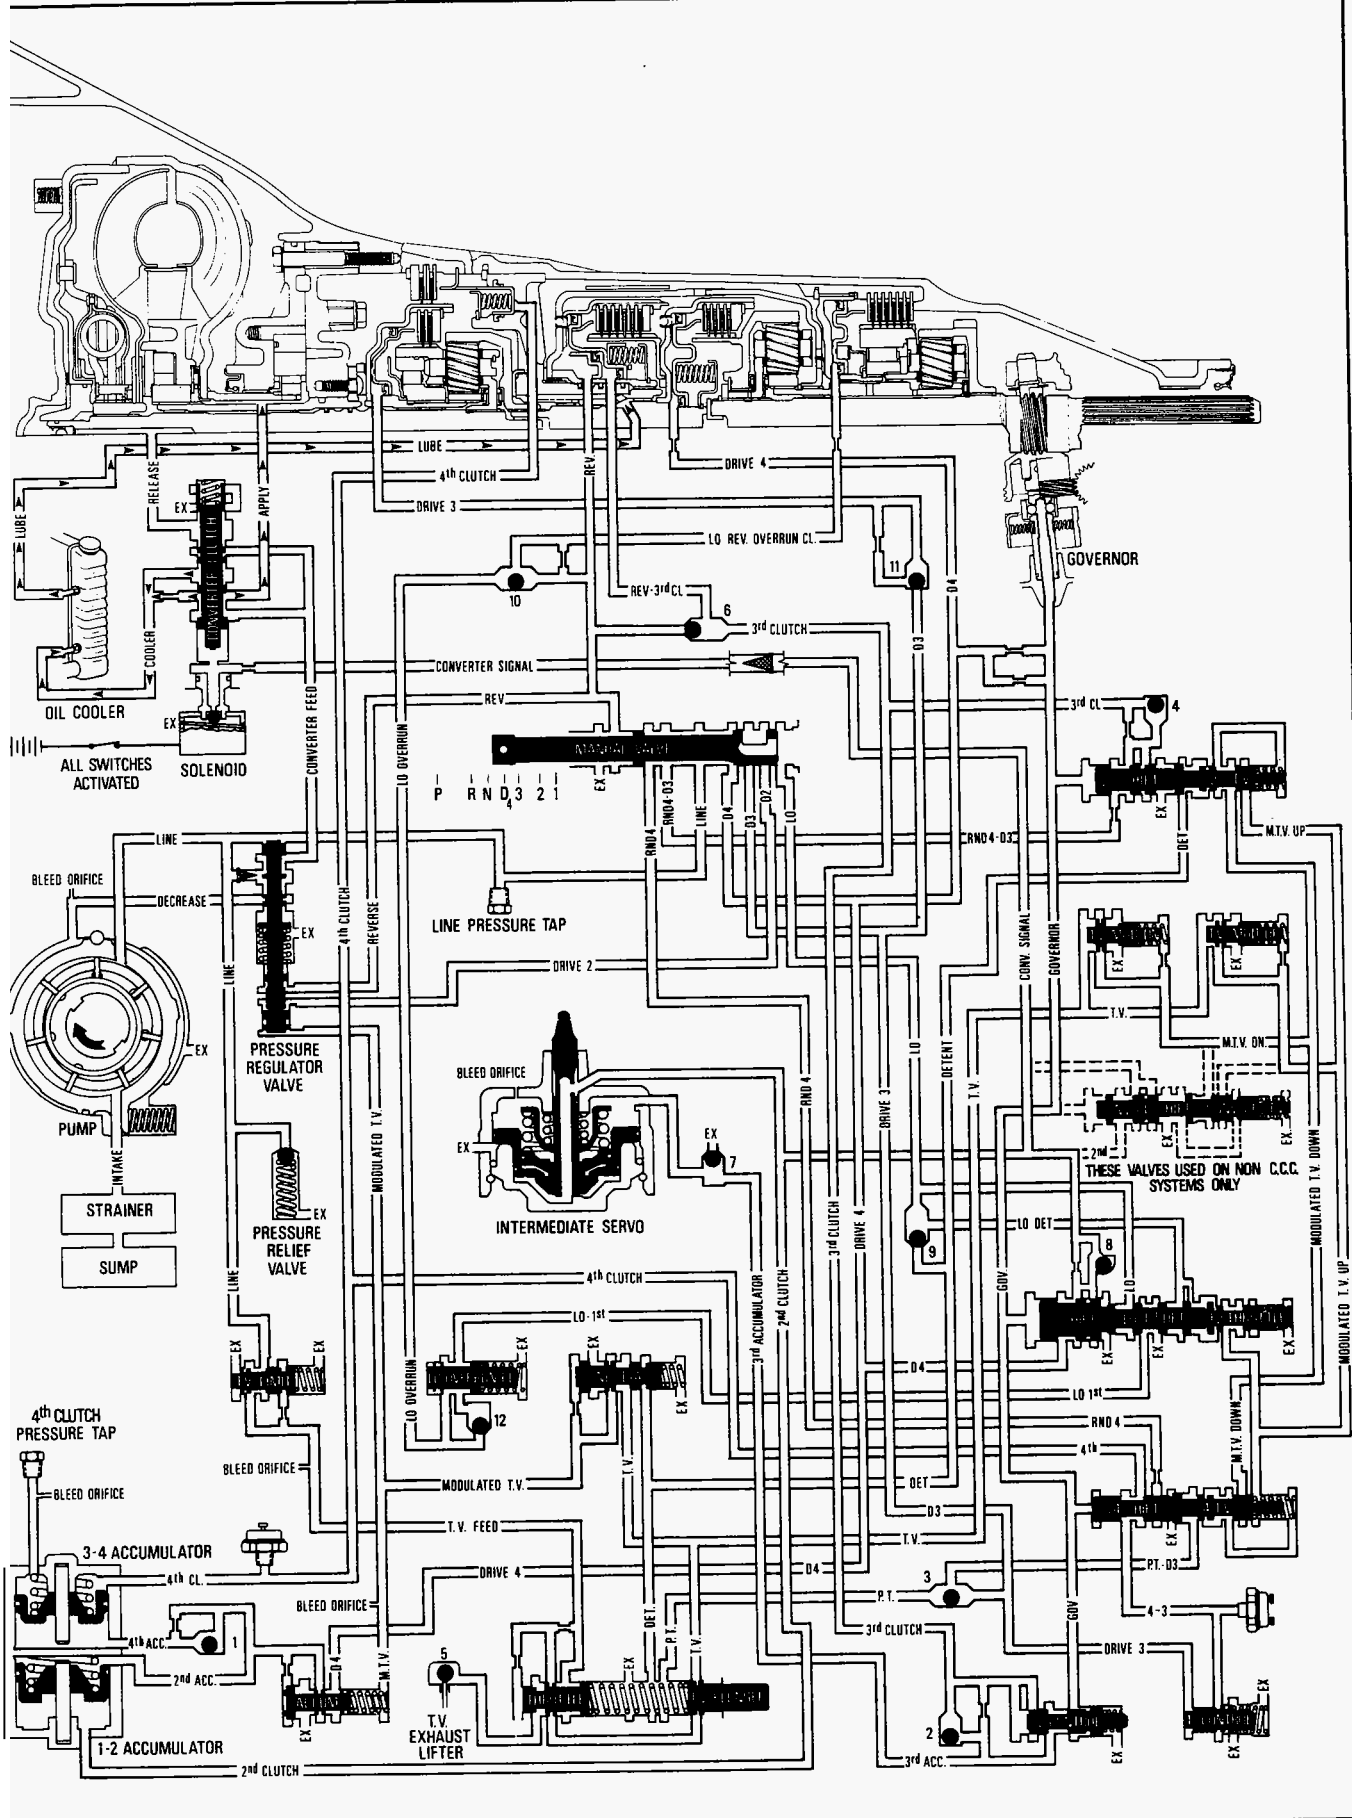 LUBE
4th CLUTCH
REV.
DRIVE 4
DRIVE 3
RELEASE
APPLY
EX
LUBE
LO REV. OVERRUN CL.
GOVERNOR
11
10
D4
REV-3rd CL
6
3rd CLUTCH
D3
COOLER
CONVERTER SIGNAL
REV
3rd CL
4
OIL COOLER
EX
CONVERTER FEED
LO OVERRUN
ALL SWITCHES
ACTIVATED
SOLENOID
MANUAL VALVE
P R N D4 3 2 1
EX
RND4
RND4-D3
LINE
D4
D3
D2
LO
EX
DET
M.T.V. UP
RND4-D3
LINE
BLEED ORIFICE
DECREASE
EX
4th CLUTCH
REVERSE
LINE PRESSURE TAP
DRIVE 2
LINE
CONV. SIGNAL
GOVERNOR
EX
EX
T.V.
M.T.V. ON
EX
PRESSURE
REGULATOR
VALVE
BLEED ORIFICE
LO
DETENT
T.V.
PUMP
INTAKE
MODULATED T.V.
EX
EX
7
RND 4
DRIVE 3
2nd
EX
EX
THESE VALVES USED ON NON C.C.C.
SYSTEMS ONLY
MODULATED T.V. DOWN
STRAINER
EX
PRESSURE
RELIEF
VALVE
SUMP
INTERMEDIATE SERVO
3rd CLUTCH
DRIVE 4
LO DET
9
8
LINE
4th CLUTCH
3rd ACCUMULATOR
2nd CLUTCH
GOV
LO
MODULATED T.V. UP
LO-1st
EX
EX
EX
EX
EX
EX
EX
D4
LO 1st
EX
LO OVERRUN
12
RND 4
M.T.V. DOWN
4th CLUTCH
PRESSURE TAP
4th
BLEED ORIFICE
BLEED ORIFICE
MODULATED T.V.
T.V.
DET
D3
T.V. FEED
T.V.
EX
3-4 ACCUMULATOR
4th CL.
DRIVE 4
D4
3
P.T.-D3
BLEED ORIFICE
P.T.
4-3
DET.
P.T.
GOV
3rd CLUTCH
4th ACC.
1
D4
M.T.V.
5
EX
T.V.
DRIVE 3
2nd ACC.
EX
T.V.
EXHAUST
LIFTER
2
EX
EX
EX
1-2 ACCUMULATOR
2nd CLUTCH
3rd ACC.